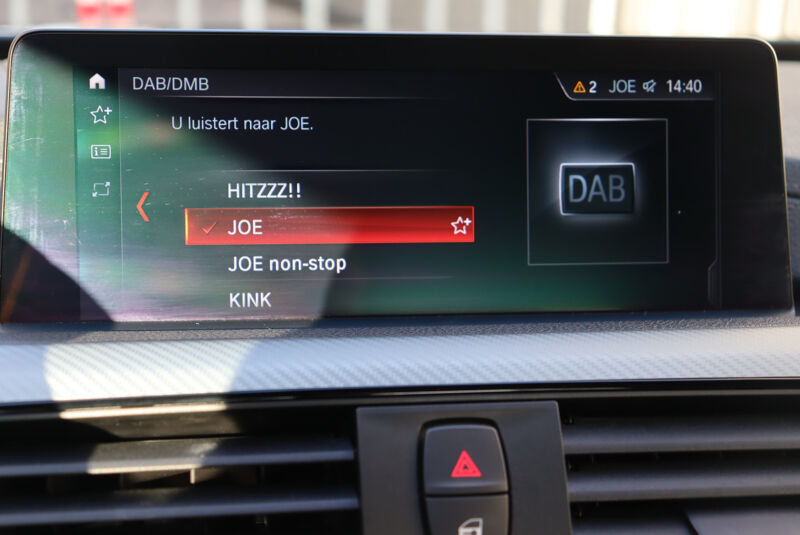 DAB/DMB
2 JOE 14:40
U luistert naar JOE.
DAB
HITZZZ!!
JOE
JOE non-stop
KINK